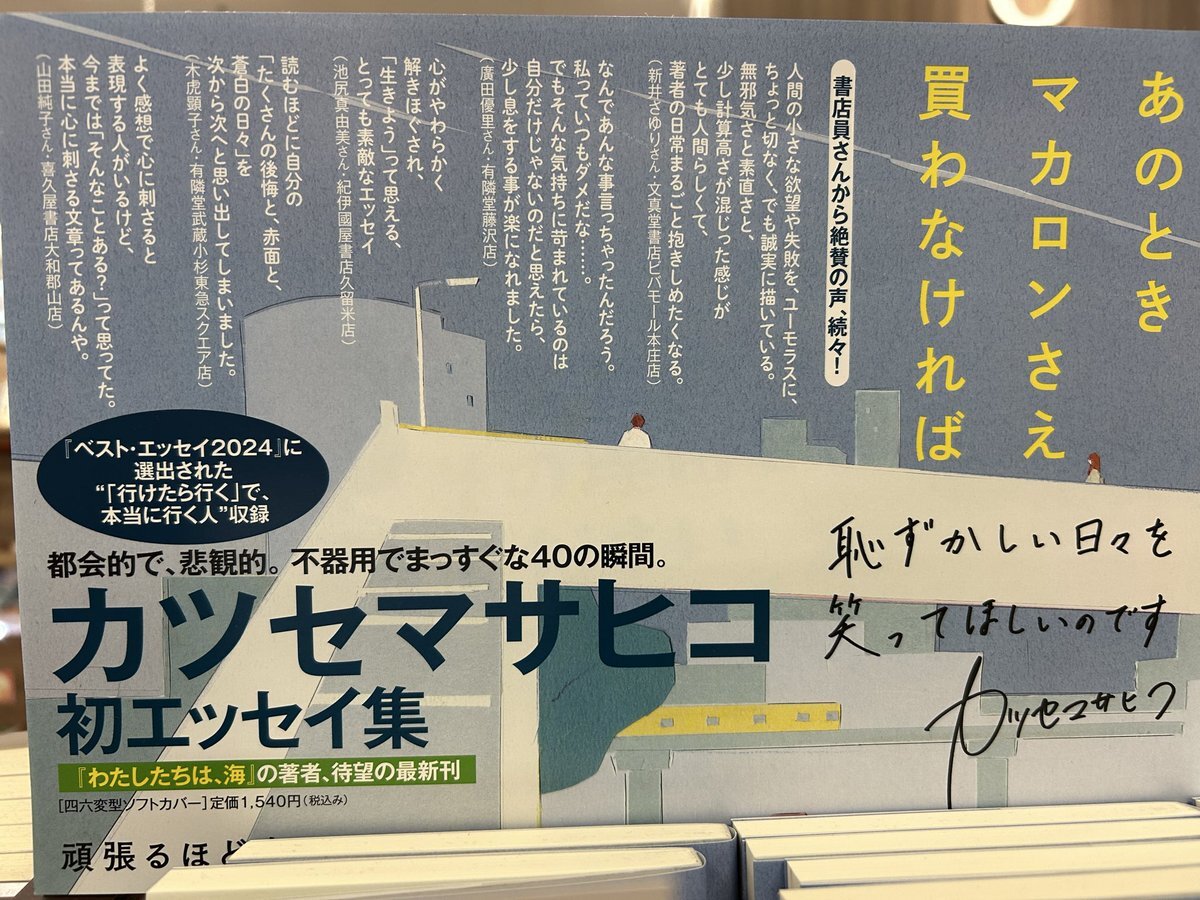 あのとき
マカロンさえ
買わなければ
書店員さんから絶賛の声、続々!
人間の小さな欲望や失敗を、ユーモラスに、
ちょっと切なく、でも誠実に描いている。
無邪気さと素直さと、
少し計算高さが混じった感じが
とても人間らしくて、
著者の日常まるごと抱きしめたくなる。
(新井さゆりさん・文真堂書店ビバモール本庄店)
なんであんな事言っちゃったんだろう。
私っていつもダメだな……。
でもそんな気持ちに苛まれているのは
自分だけじゃないのだと思えたら、
少し息をする事が楽になれました。
(廣田優里さん・有隣堂藤沢店)
心がやわらかく
解きほぐされ、
「生きよう」って思える、
とっても素敵なエッセイ
(池尻真由美さん・紀伊國屋書店久留米店)
読むほどに自分の
「たくさんの後悔と、赤面と、
蒼白の日々」を
次から次へと思い出してしまいました。
(木虎顕子さん・有隣堂武蔵小杉東急スクエア店)
よく感想で心に刺さると
表現する人がいるけど、
今までは「そんなことある?」って思ってた。
本当に心に刺さる文章ってあるんや。
(山田純子さん・喜久屋書店大和郡山店)
『ベスト・エッセイ2024』に
選出された
“「行けたら行く」で、
本当に行く人”収録
都会的で、悲観的。不器用でまっすぐな40の瞬間。
カツセマサヒコ
初エッセイ集
『わたしたちは、海』の著者、待望の最新刊
[四六変型ソフトカバー]定価1,540円(税込み)
頑張るほど
恥ずかしい日々を
笑ってほしいのです
カツセマサヒコ